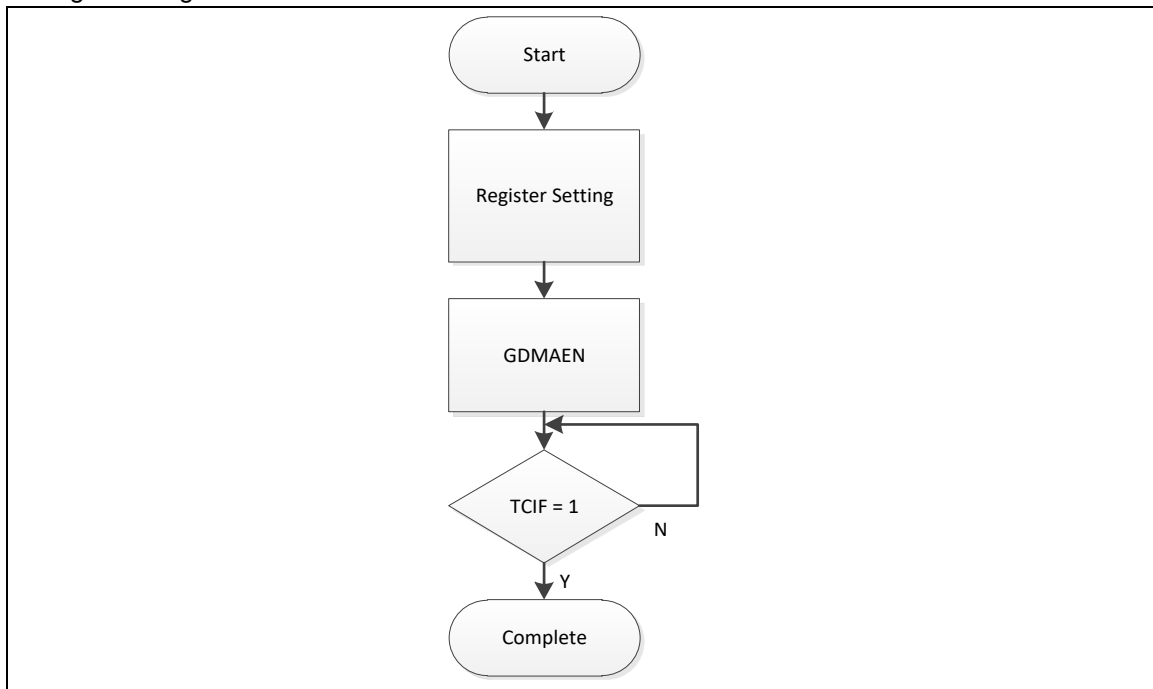 Start
Register Setting
GDMAEN
TCIF = 1
N
Y
Complete